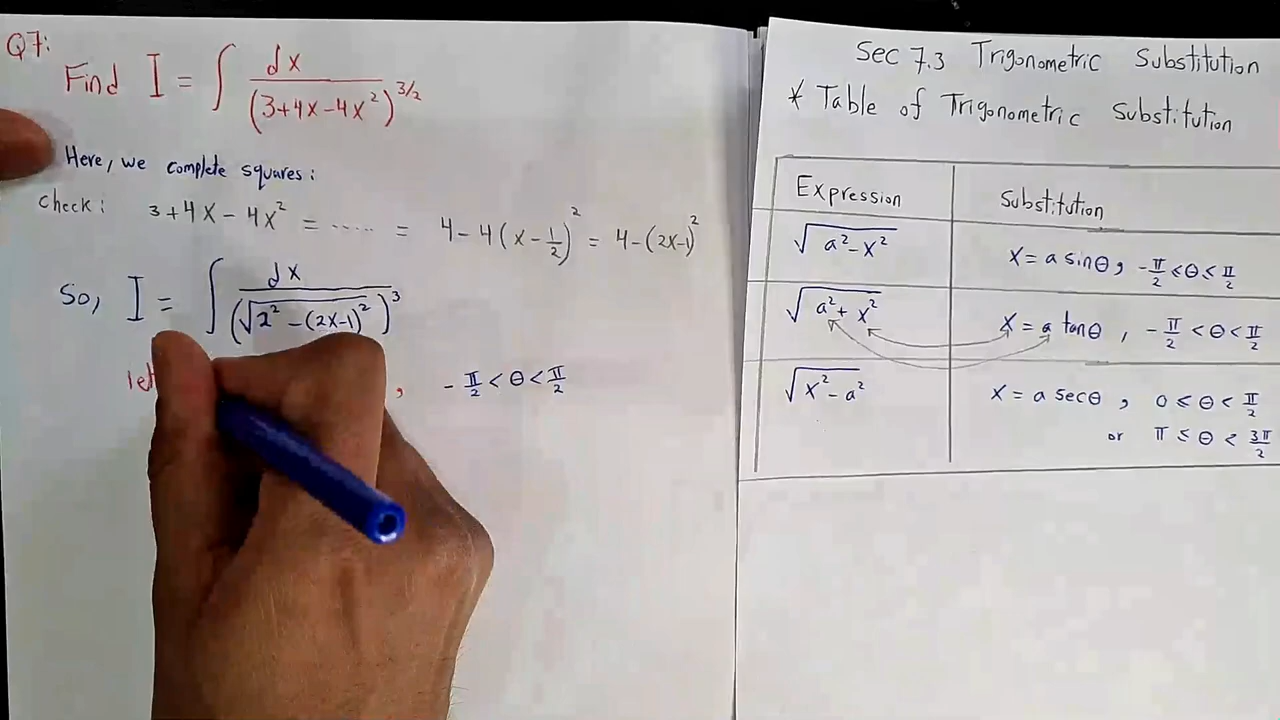 Q7:
Find I = ∫ dx / (3+4x-4x²)^3/2
Here, we complete squares:
Check: 3+4x-4x² = ..... = 4-4(x-1/2)² = 4-(2x-1)²
So, I = ∫ dx / (√2²-(2x-1)²)³
let , -π/2 < θ < π/2
Sec 7.3 Trigonometric Substitution
* Table of Trigonometric Substitution
Expression Substitution
√a²-x² x = a sinθ, -π/2 < θ < π/2
√a²+x² x = a tanθ, -π/2 < θ < π/2
√x²-a² x = a secθ, 0 ≤ θ < π/2
or π ≤ θ < 3π/2